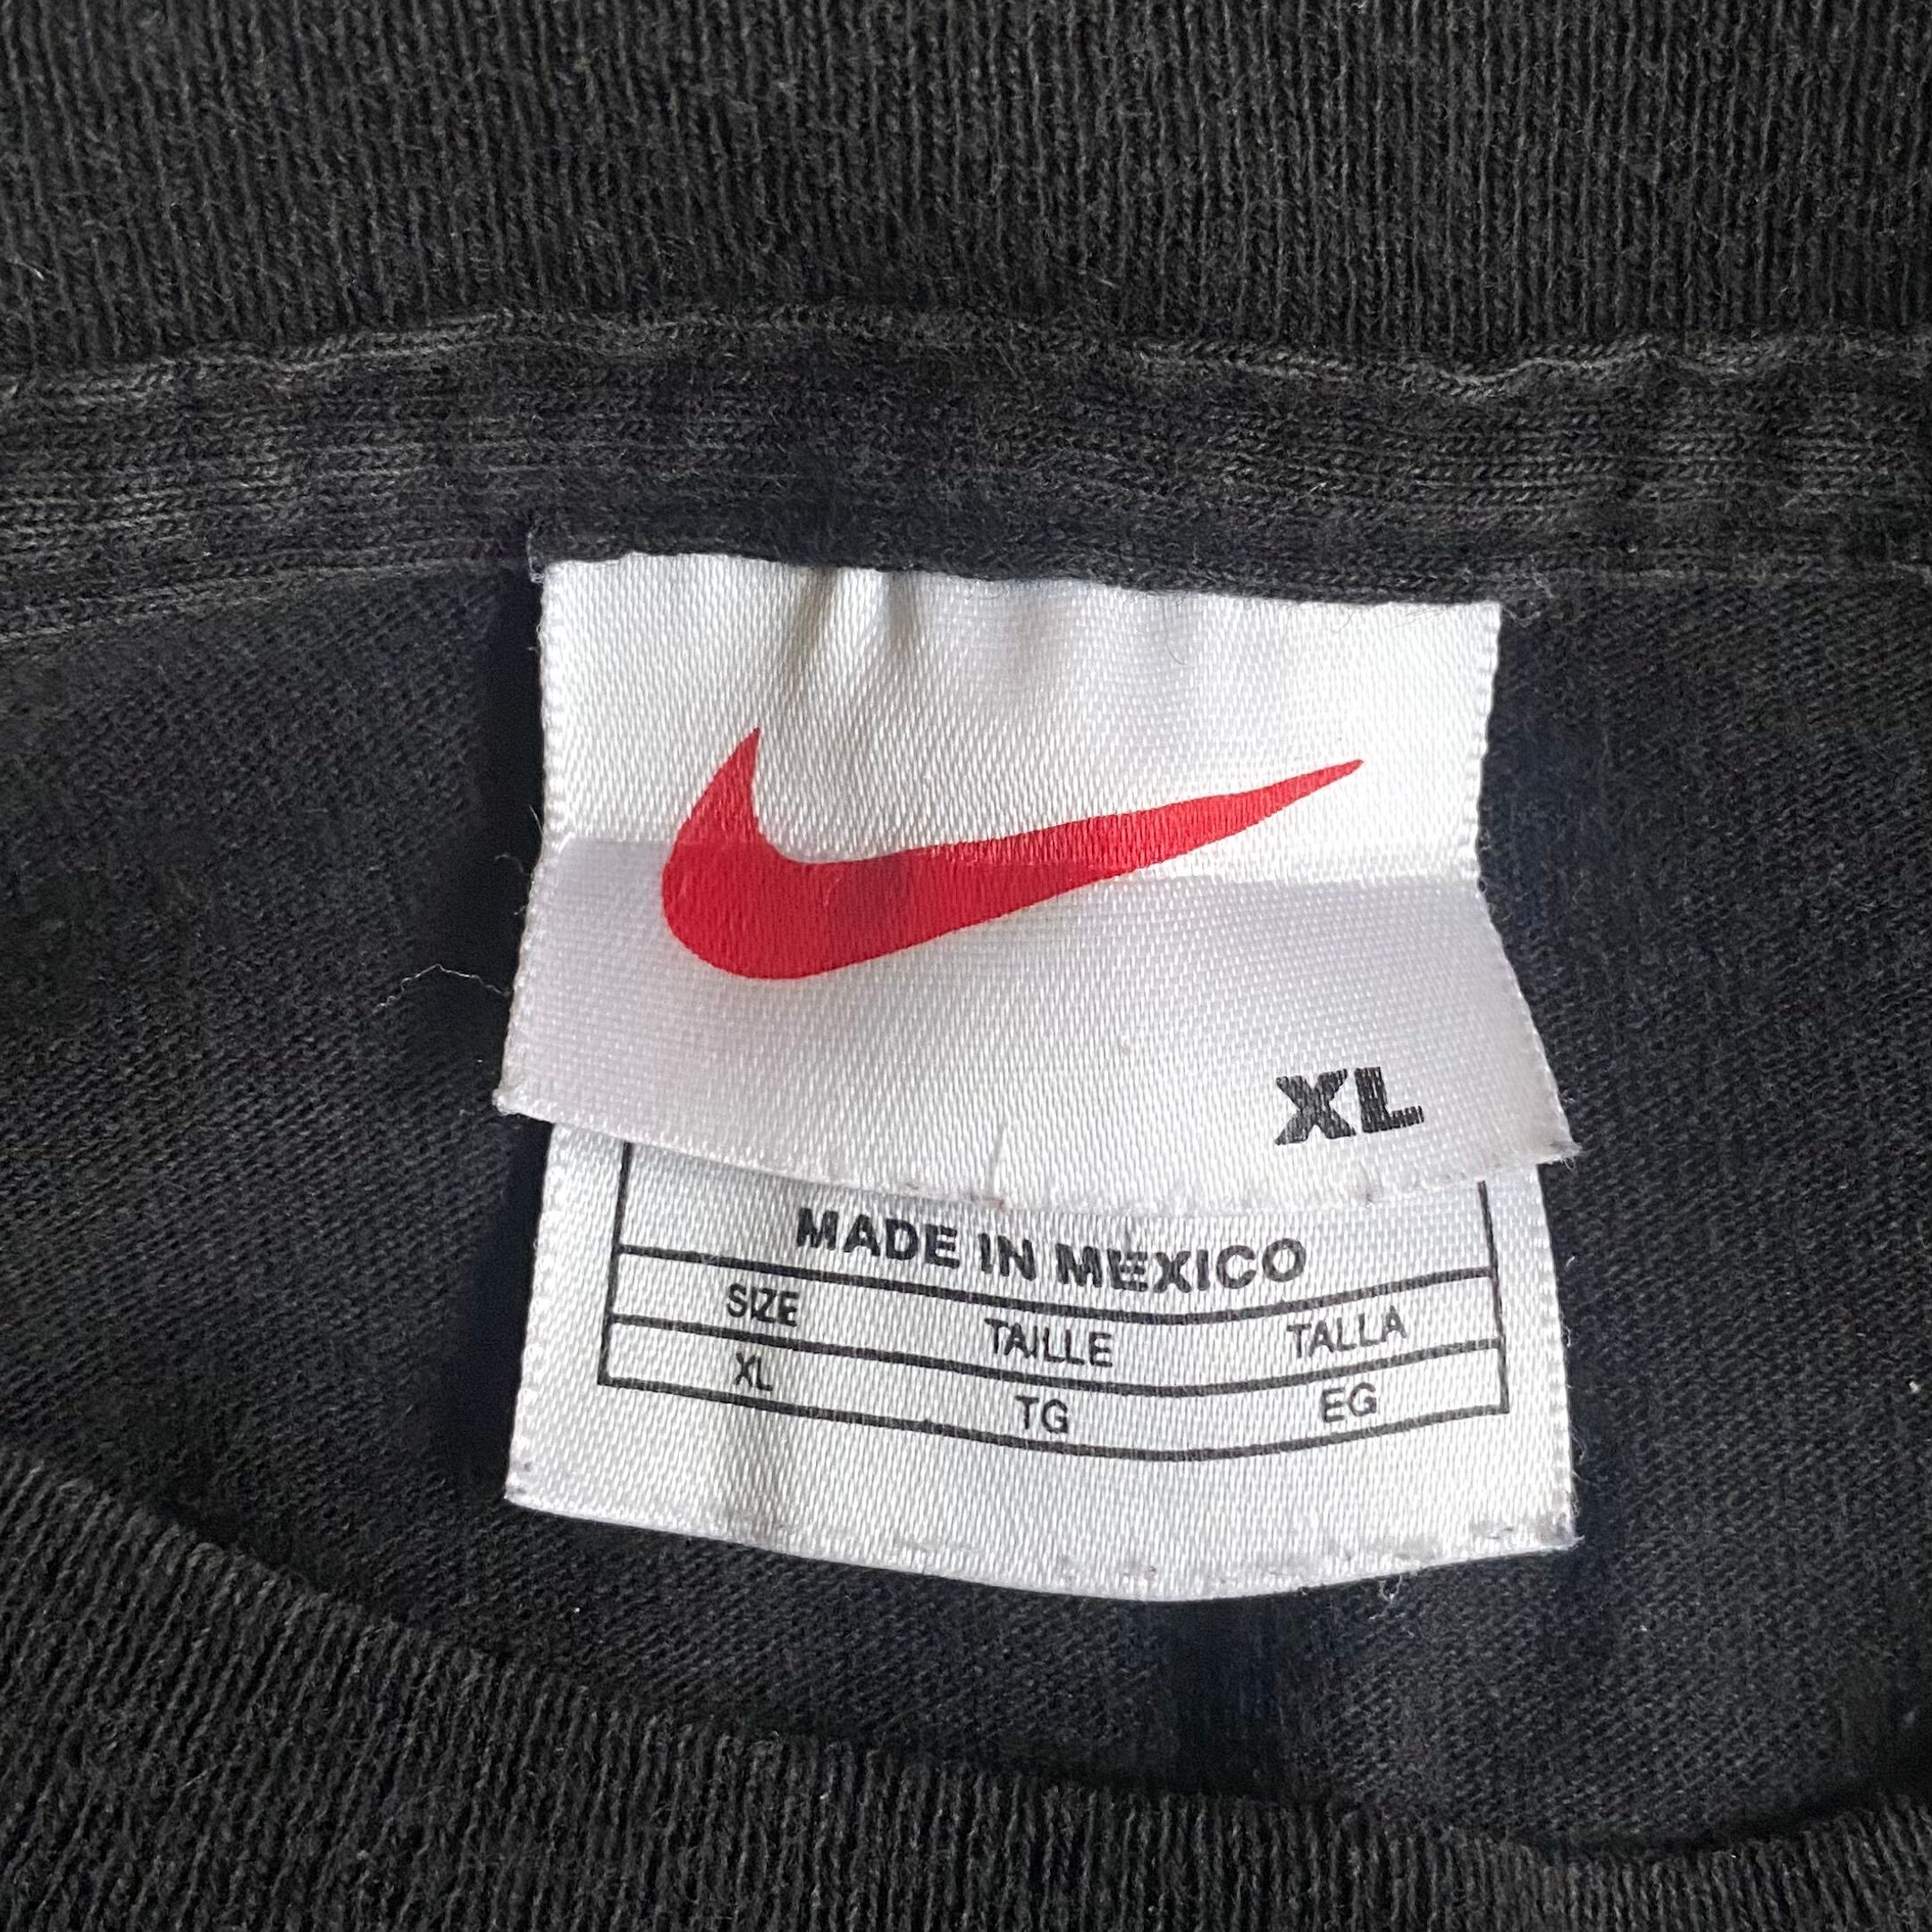 XL
MADE IN MEXICO
SIZE TAILLE TALLA
XL TG EG